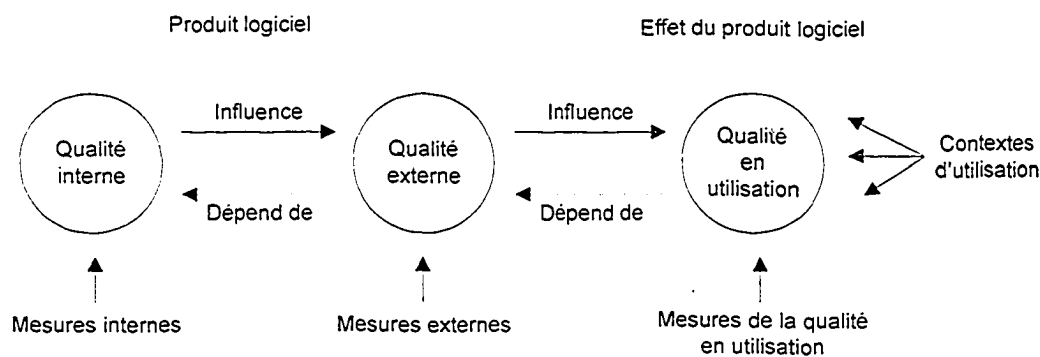 Produit logiciel
Effet du produit logiciel
Influence
Influence
Qualité
interne
Qualité
externe
Qualité
en
utilisation
Contextes
d'utilisation
Dépend de
Dépend de
Mesures internes
Mesures externes
Mesures de la qualité
en utilisation